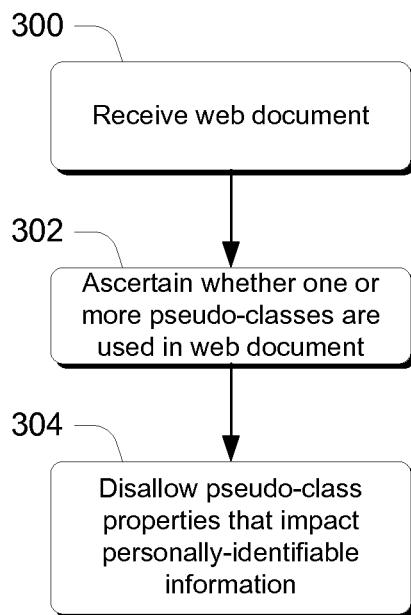 300
Receive web document
302
Ascertain whether one or
more pseudo-classes are
used in web document
304
Disallow pseudo-class
properties that impact
personally-identifiable
information